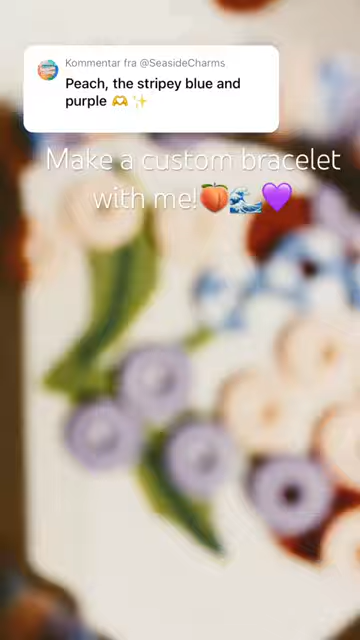 Kommentar fra @SeasideCharms
Peach, the stripey blue and
purple 🫶✨
Make a custom bracelet
with me!🍑🌊💜